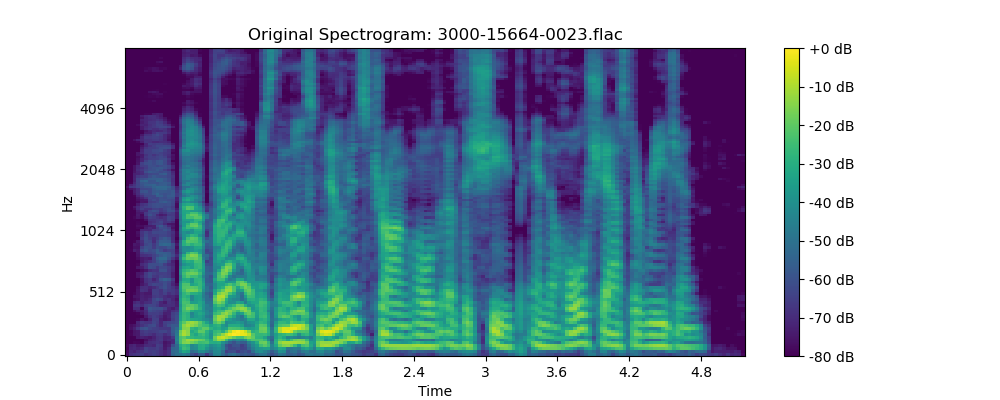 Original Spectrogram: 3000-15664-0023.flac
Hz
4096
2048
1024
512
0
0 0.6 1.2 1.8 2.4 3 3.6 4.2 4.8
Time
+0 dB
-10 dB
-20 dB
-30 dB
-40 dB
-50 dB
-60 dB
-70 dB
-80 dB